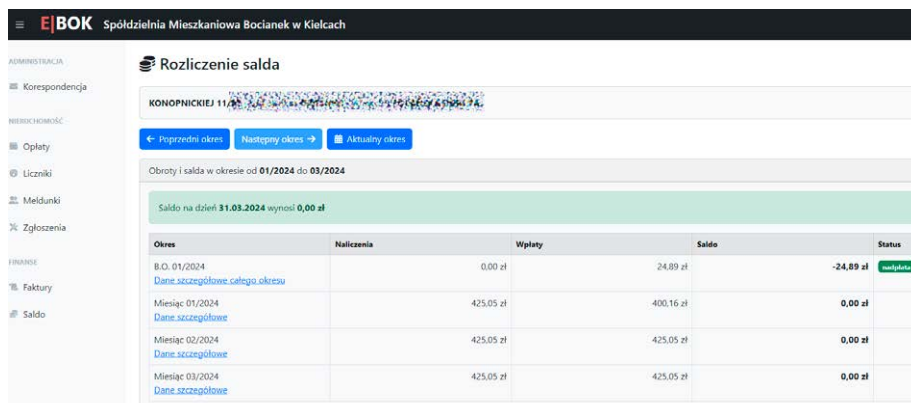 E|BOK Spółdzielnia Mieszkaniowa Bocianek w Kielcach
ADMINISTRACJA
Korespondencja
NIERUCHOMOŚĆ
Opłaty
Liczniki
Meldunki
Zgłoszenia
FINANSE
Faktury
Saldo
Rozliczenie salda
KONOPNICKIEJ 11/
← Poprzedni okres
Następny okres →
Aktualny okres
Obroty i salda w okresie od 01/2024 do 03/2024
Saldo na dzień 31.03.2024 wynosi 0,00 zł
Okres Naliczenia Wpłaty Saldo Status
B.O. 01/2024 0,00 zł 24,89 zł -24,89 zł nadpłata
Dane szczegółowe całego okresu
Miesiąc 01/2024 425,05 zł 400,16 zł 0,00 zł
Dane szczegółowe
Miesiąc 02/2024 425,05 zł 425,05 zł 0,00 zł
Dane szczegółowe
Miesiąc 03/2024 425,05 zł 425,05 zł 0,00 zł
Dane szczegółowe